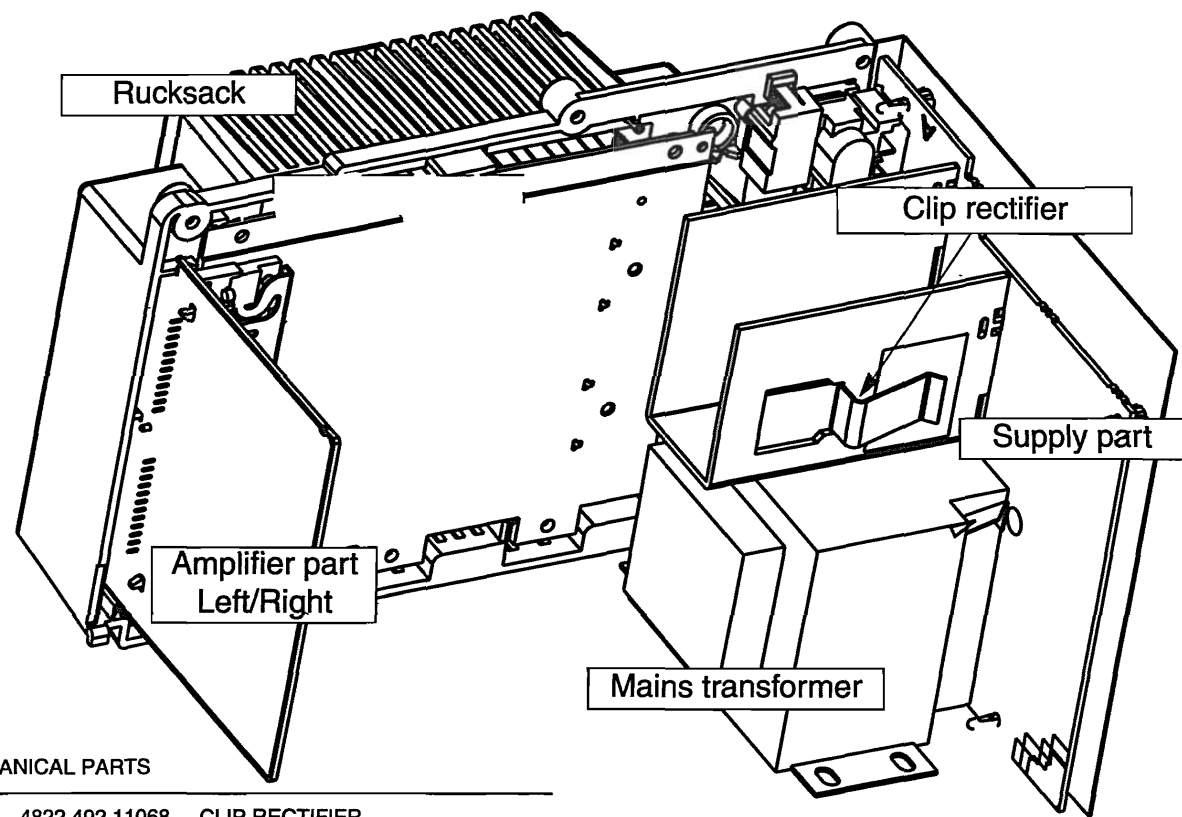 Rucksack
Clip rectifier
Supply part
Amplifier part
Left/Right
Mains transformer
ANICAL PARTS
4822 492 11068 CLIP RECTIFIER